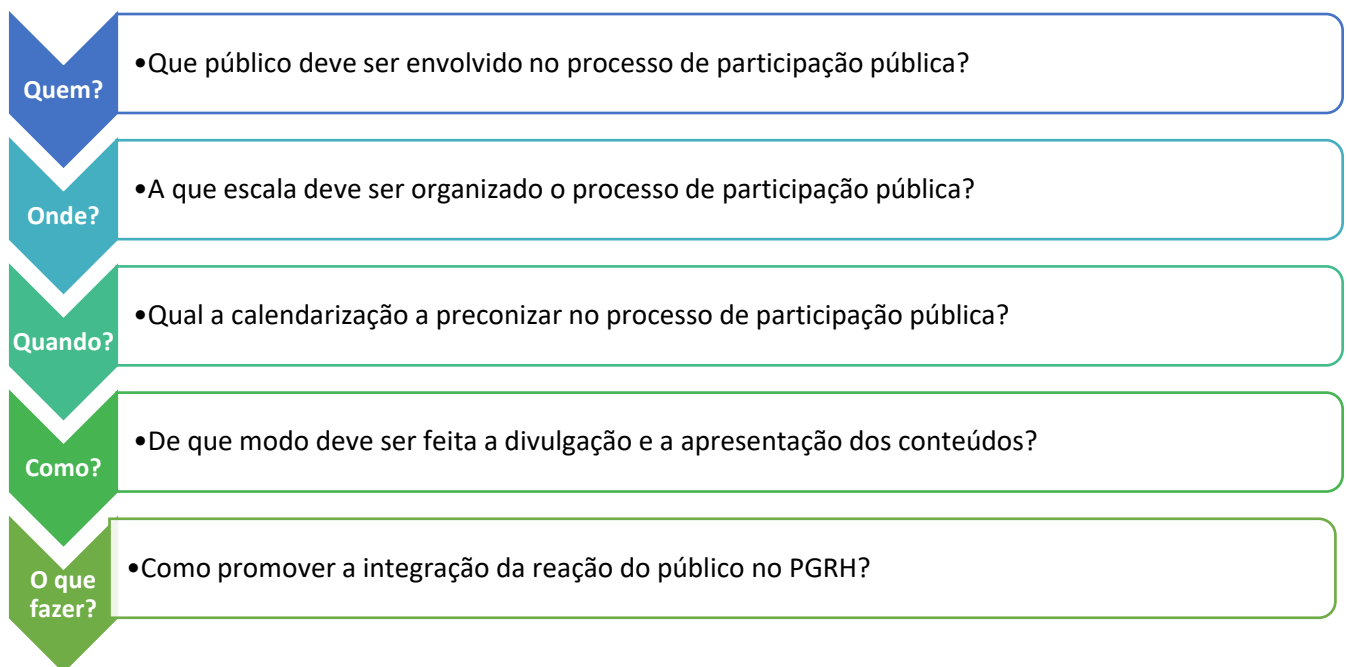 Quem?
•Que público deve ser envolvido no processo de participação pública?
Onde?
•A que escala deve ser organizado o processo de participação pública?
Quando?
•Qual a calendarização a preconizar no processo de participação pública?
Como?
•De que modo deve ser feita a divulgação e a apresentação dos conteúdos?
O que
fazer?
•Como promover a integração da reação do público no PGRH?